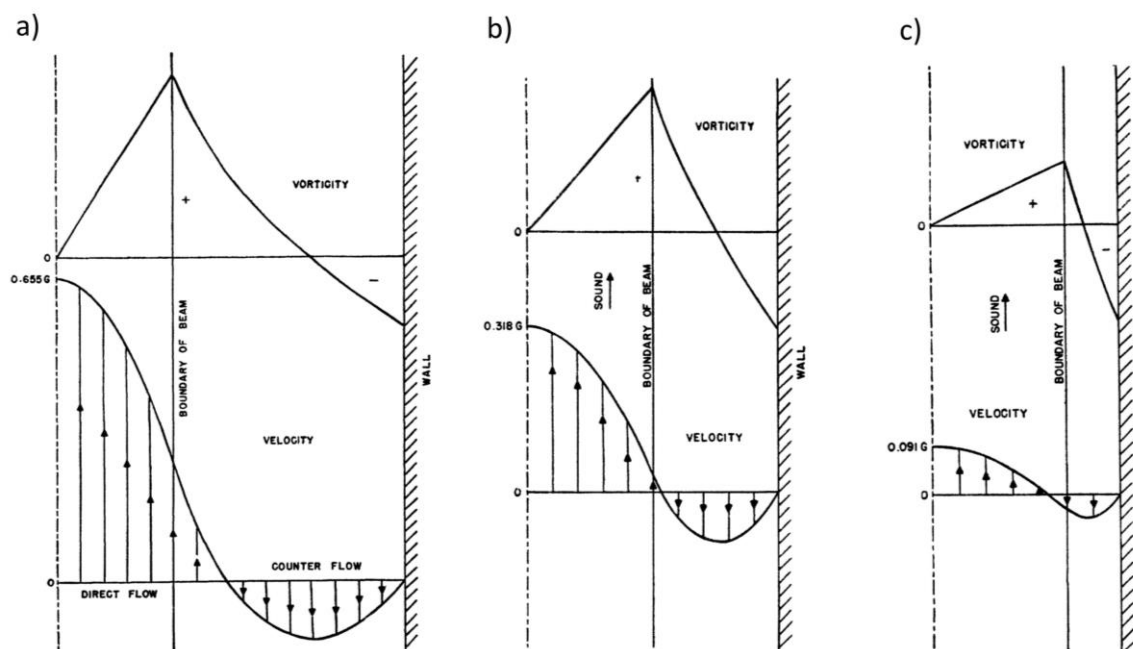 a)
VORTICITY
+
0
-
0.655G
BOUNDARY OF BEAM
WALL
VELOCITY
COUNTER FLOW
0
DIRECT FLOW
b)
VORTICITY
+
0
SOUND
BOUNDARY OF BEAM
0.318G
WALL
VELOCITY
0
c)
VORTICITY
+
0
-
SOUND
BOUNDARY OF BEAM
WALL
VELOCITY
0.091G
0